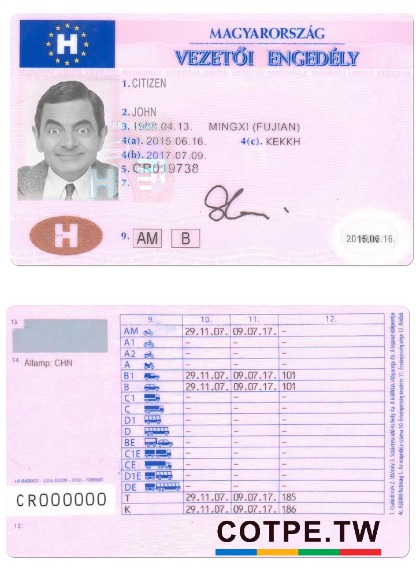 MAGYARORSZÁG
VEZETŐI ENGEDÉLY
H
1. CITIZEN
2. JOHN
3. 1988.04.13. MINGXI (FUJIAN)
4(a). 2015.06.16. 4(c). KEKKH
4(b). 2017.07.09.
5. CR019738
7.
H
9. AM B
2015.06.16.
13.
9. 10. 11. 12.
AM 29.11.07. 09.07.17. –
A1 – – –
A2 – – –
A – – –
14. Államp: CHN
B1 29.11.07. 09.07.17. 101
B 29.11.07. 09.07.17. 101
C1 – – –
C – – –
D1 – – –
D – – –
BE – – –
C1E – – –
CE – – –
D1E – – –
DE – – –
T 29.11.07. 09.07.17. 185
K 29.11.07. 09.07.17. 186
CR000000
12.
COTPE.TW